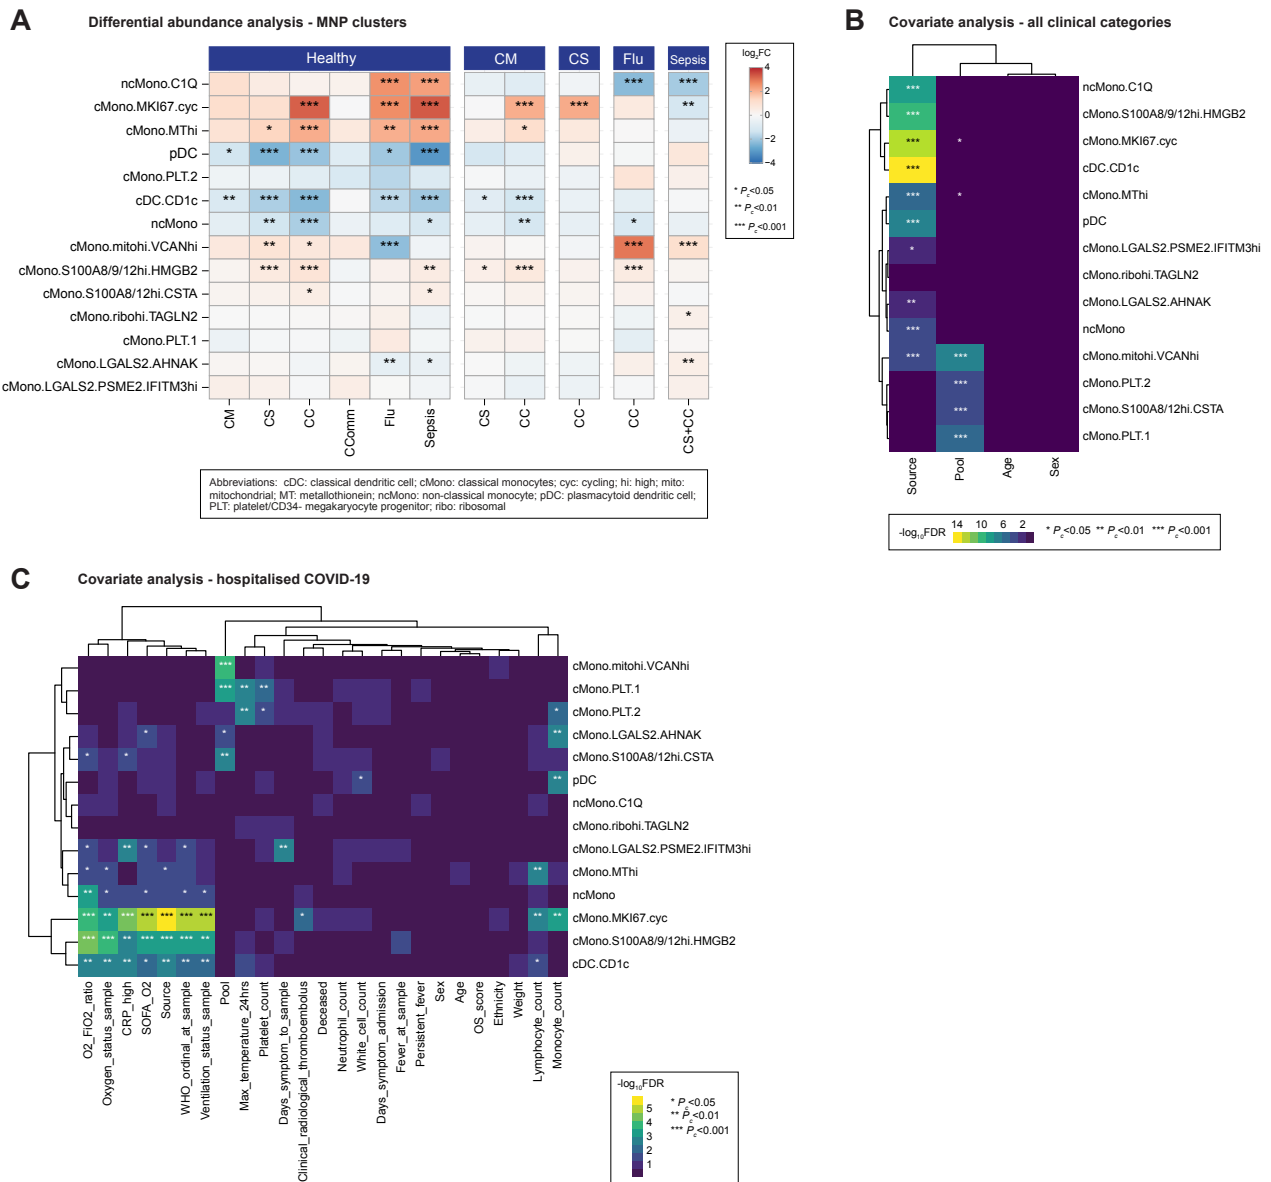 A
Differential abundance analysis - MNP clusters
Healthy
CM
CS
Flu
Sepsis
ncMono.C1Q
*** *** *** ***
cMono.MKI67.cyc
*** *** *** *** *** **
cMono.MThi
* *** ** *** *
pDC
* *** *** * ***
cMono.PLT.2
cDC.CD1c
** *** *** *** *** * ***
ncMono
** *** * ** *
cMono.mitohi.VCANhi
** * *** *** ***
cMono.S100A8/9/12hi.HMGB2
*** *** ** * *** ***
cMono.S100A8/12hi.CSTA
* *
cMono.ribohi.TAGLN2
*
cMono.PLT.1
cMono.LGALS2.AHNAK
** * **
cMono.LGALS2.PSME2.IFITM3hi
CM
CS
CC
CComm
Flu
Sepsis
CS
CC
CC
CC
CS+CC
log2FC
4
2
0
−2
−4
* Pc<0.05
** Pc<0.01
*** Pc<0.001
Abbreviations: cDC: classical dendritic cell; cMono: classical monocytes; cyc: cycling; hi: high; mito:
mitochondrial; MT: metallothionein; ncMono: non-classical monocyte; pDC: plasmacytoid dendritic cell;
PLT: platelet/CD34- megakaryocyte progenitor; ribo: ribosomal
B
Covariate analysis - all clinical categories
*** ncMono.C1Q
*** cMono.S100A8/9/12hi.HMGB2
*** * cMono.MKI67.cyc
*** cDC.CD1c
*** * cMono.MThi
*** pDC
* cMono.LGALS2.PSME2.IFITM3hi
cMono.ribohi.TAGLN2
** cMono.LGALS2.AHNAK
*** ncMono
*** *** cMono.mitohi.VCANhi
*** cMono.PLT.2
*** cMono.S100A8/12hi.CSTA
*** cMono.PLT.1
Source
Pool
Age
Sex
-log10FDR 14 10 6 2 * Pc<0.05 ** Pc<0.01 *** Pc<0.001
C
Covariate analysis - hospitalised COVID-19
*** cMono.mitohi.VCANhi
*** ** ** cMono.PLT.1
** * * cMono.PLT.2
* * ** cMono.LGALS2.AHNAK
* * ** cMono.S100A8/12hi.CSTA
* ** pDC
ncMono.C1Q
cMono.ribohi.TAGLN2
* ** * * ** cMono.LGALS2.PSME2.IFITM3hi
* * * ** cMono.MThi
** * * * * ncMono
*** ** *** *** *** *** *** * ** ** cMono.MKI67.cyc
*** *** ** *** *** *** ** cMono.S100A8/9/12hi.HMGB2
** ** ** * ** ** ** * cDC.CD1c
O2_FiO2_ratio
Oxygen_status_sample
CRP_high
SOFA_O2
Source
WHO_ordinal_at_sample
Ventilation_status_sample
Pool
Max_temperature_24hrs
Platelet_count
Days_symptom_to_sample
Clinical_radiological_thromboembolus
Deceased
Neutrophil_count
White_cell_count
Days_symptom_admission
Fever_at_sample
Persistent_fever
Sex
Age
OS_score
Ethnicity
Weight
Lymphocyte_count
Monocyte_count
-log10FDR
5
4
3
2
1
* Pc<0.05
** Pc<0.01
*** Pc<0.001